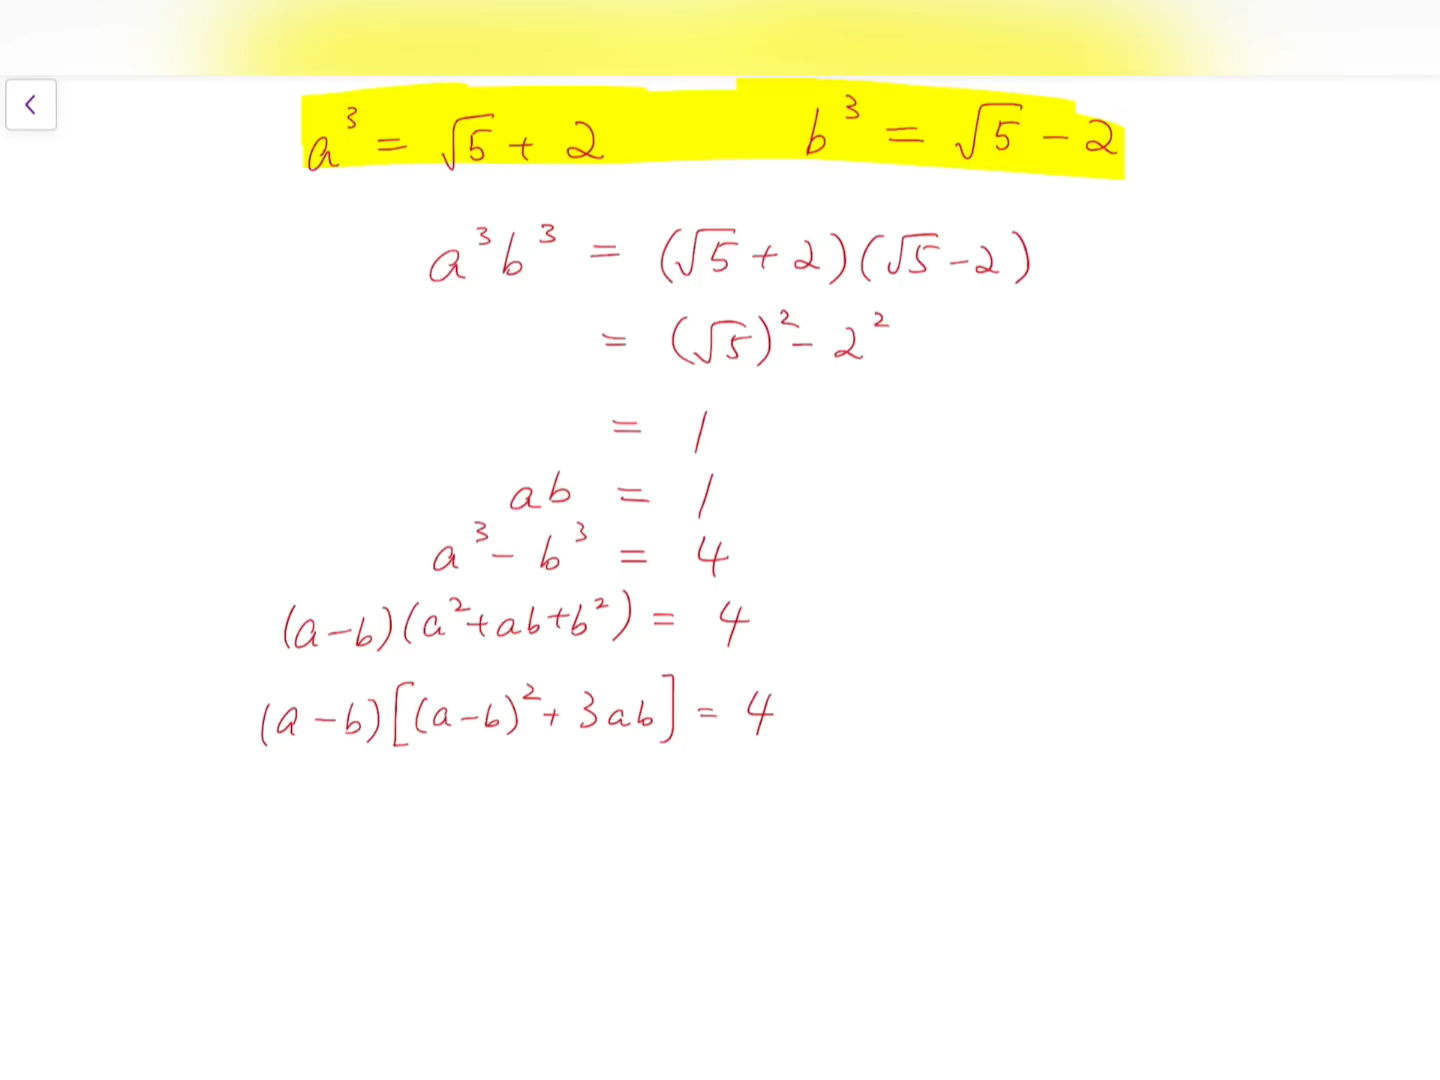 a³ = √5 + 2 b³ = √5 - 2
a³b³ = (√5 + 2)(√5 - 2)
= (√5)² - 2²
= 1
ab = 1
a³ - b³ = 4
(a - b)(a² + ab + b²) = 4
(a - b)[(a - b)² + 3ab] = 4